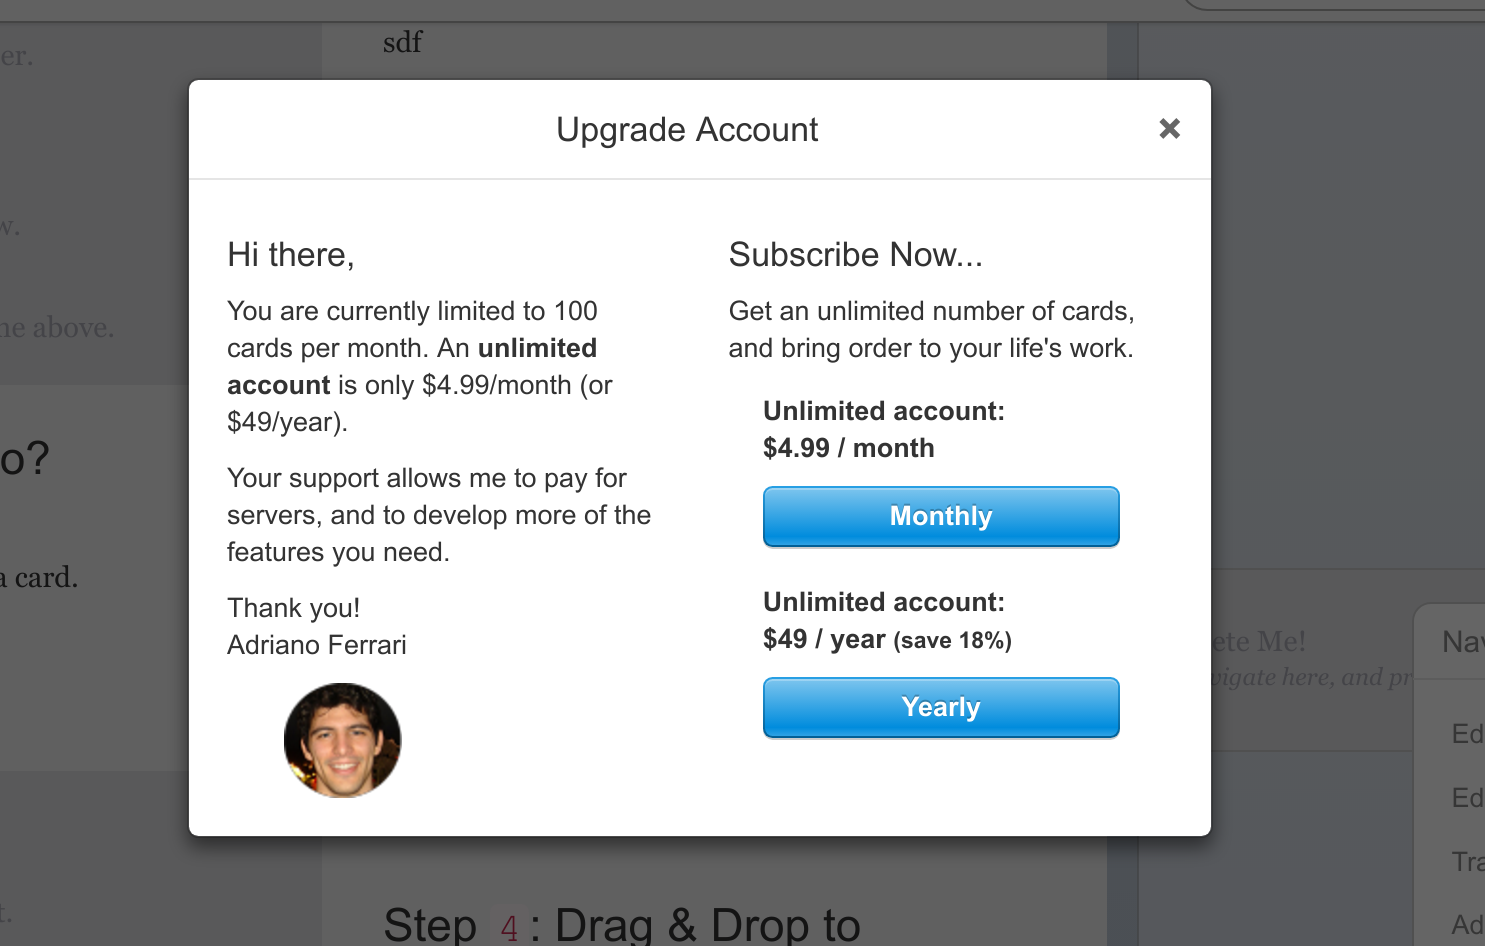 er.
sdf
Upgrade Account
w.
Hi there,
You are currently limited to 100
cards per month. An unlimited
account is only $4.99/month (or
$49/year).
Your support allows me to pay for
servers, and to develop more of the
features you need.
Thank you!
Adriano Ferrari
Subscribe Now...
Get an unlimited number of cards,
and bring order to your life's work.
Unlimited account:
$4.99 / month
Monthly
Unlimited account:
$49 / year (save 18%)
Yearly
ne above.
o?
a card.
t.
Step 4: Drag & Drop to
ete Me!
vigate here, and pr
Nav
Ed
Ed
Tra
Ad